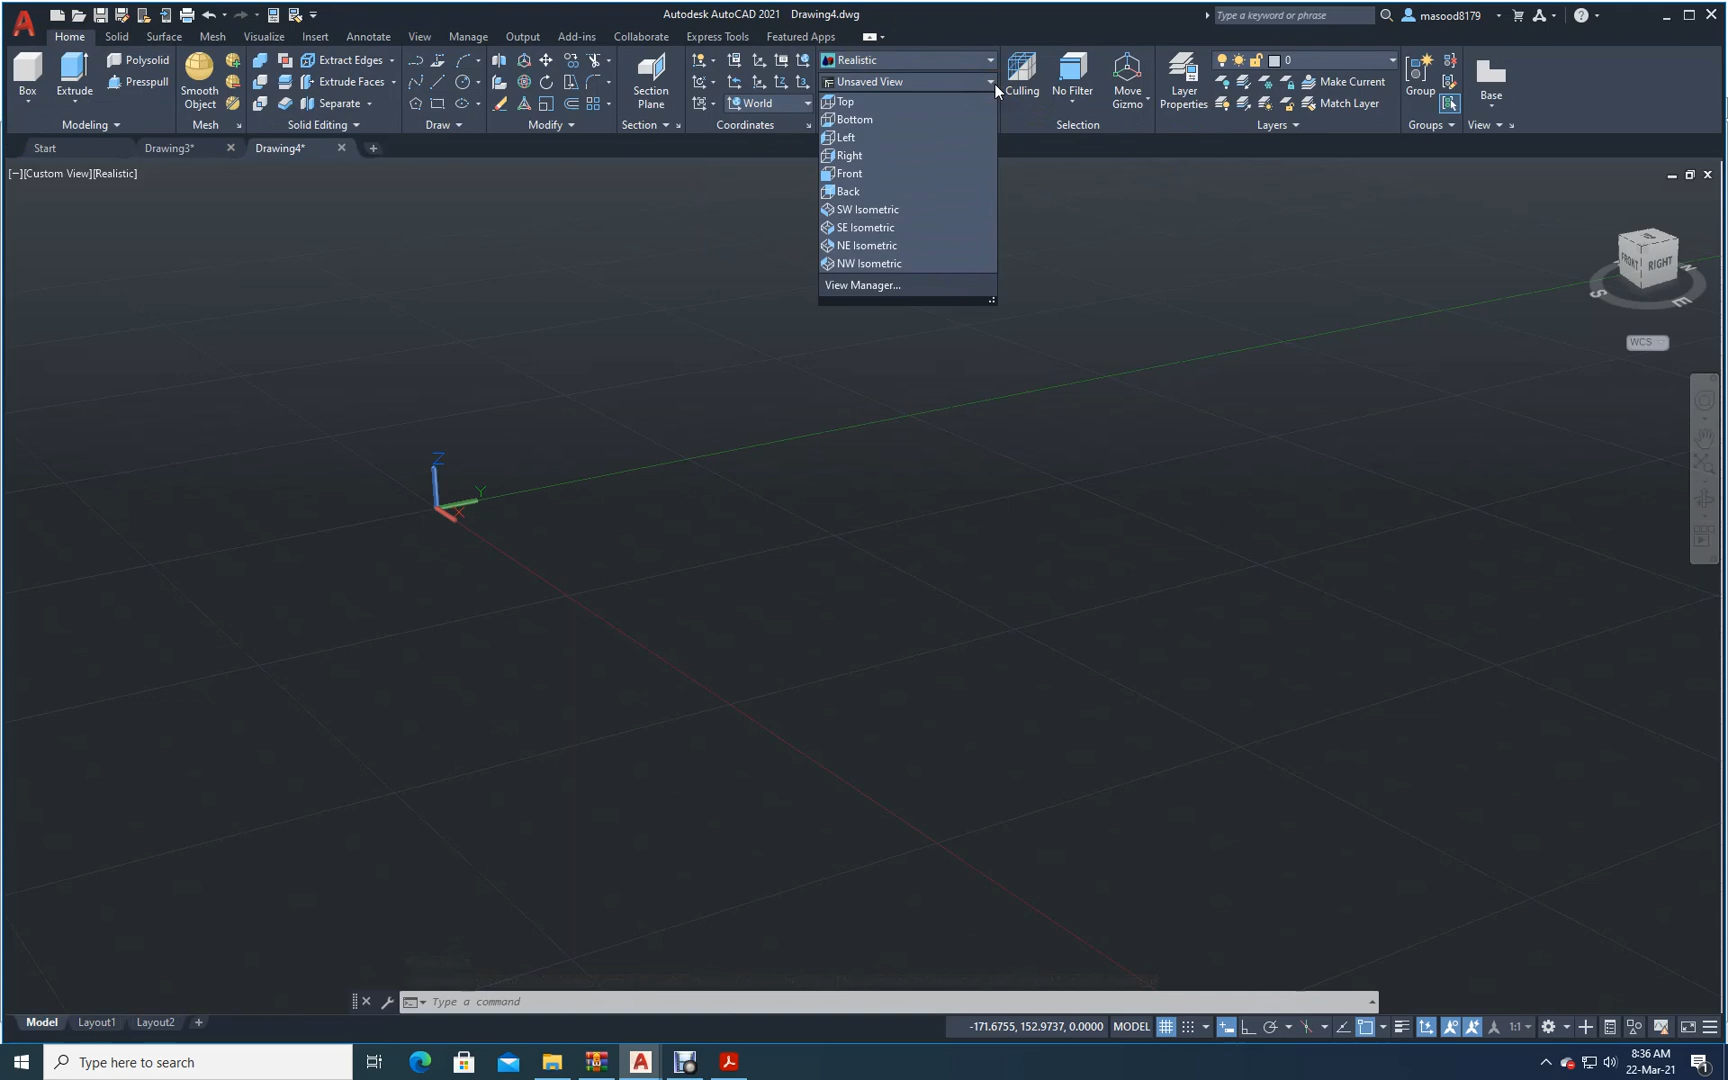 Autodesk AutoCAD 2021 Drawing4.dwg
Type a keyword or phrase
masood8179
Home Solid Surface Mesh Visualize Insert Annotate View Manage Output Add-ins Collaborate Express Tools Featured Apps
Box
Extrude
Polysolid
Presspull
Modeling
Smooth
Object
Mesh
Extract Edges
Extrude Faces
Separate
Solid Editing
Draw
Modify
Section
Plane
Section
World
Coordinates
Realistic
Unsaved View
Top
Bottom
Left
Right
Front
Back
SW Isometric
SE Isometric
NE Isometric
NW Isometric
View Manager...
Culling
No Filter
Move
Gizmo
Selection
Layer
Properties
0
Make Current
Match Layer
Layers
Group
Groups
Base
View
Start Drawing3* Drawing4*
[−][Custom View][Realistic]
FRONT RIGHT
S E N
WCS
Z
Y
X
Type a command
Model Layout1 Layout2
-171.6755, 152.9737, 0.0000 MODEL 1:1
Type here to search
8:36 AM
22-Mar-21
1